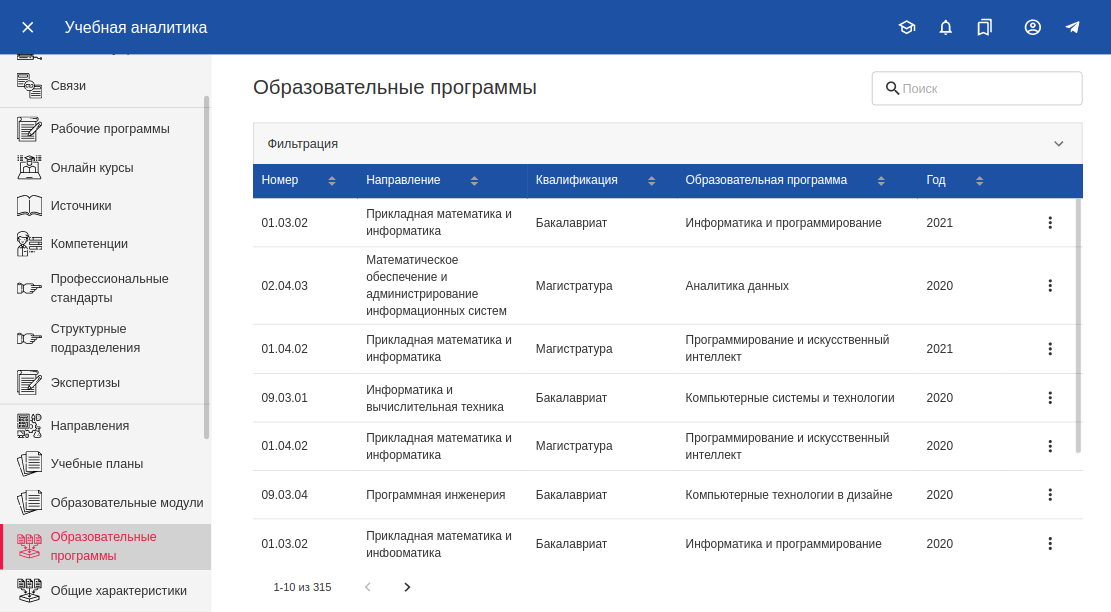 Учебная аналитика
Связи
Рабочие программы
Онлайн курсы
Источники
Компетенции
Профессиональные
стандарты
Структурные
подразделения
Экспертизы
Направления
Учебные планы
Образовательные модули
Образовательные
программы
Общие характеристики
Образовательные программы
Поиск
Фильтрация
Номер Направление Квалификация Образовательная программа Год
01.03.02 Прикладная математика и
информатика Бакалавриат Информатика и программирование 2021
02.04.03 Математическое
обеспечение и
администрирование
информационных систем Магистратура Аналитика данных 2020
01.04.02 Прикладная математика и
информатика Магистратура Программирование и искусственный
интеллект 2021
09.03.01 Информатика и
вычислительная техника Бакалавриат Компьютерные системы и технологии 2020
01.04.02 Прикладная математика и
информатика Магистратура Программирование и искусственный
интеллект 2020
09.03.04 Программная инженерия Бакалавриат Компьютерные технологии в дизайне 2020
01.03.02 Прикладная математика и
информатика Бакалавриат Информатика и программирование 2020
1-10 из 315